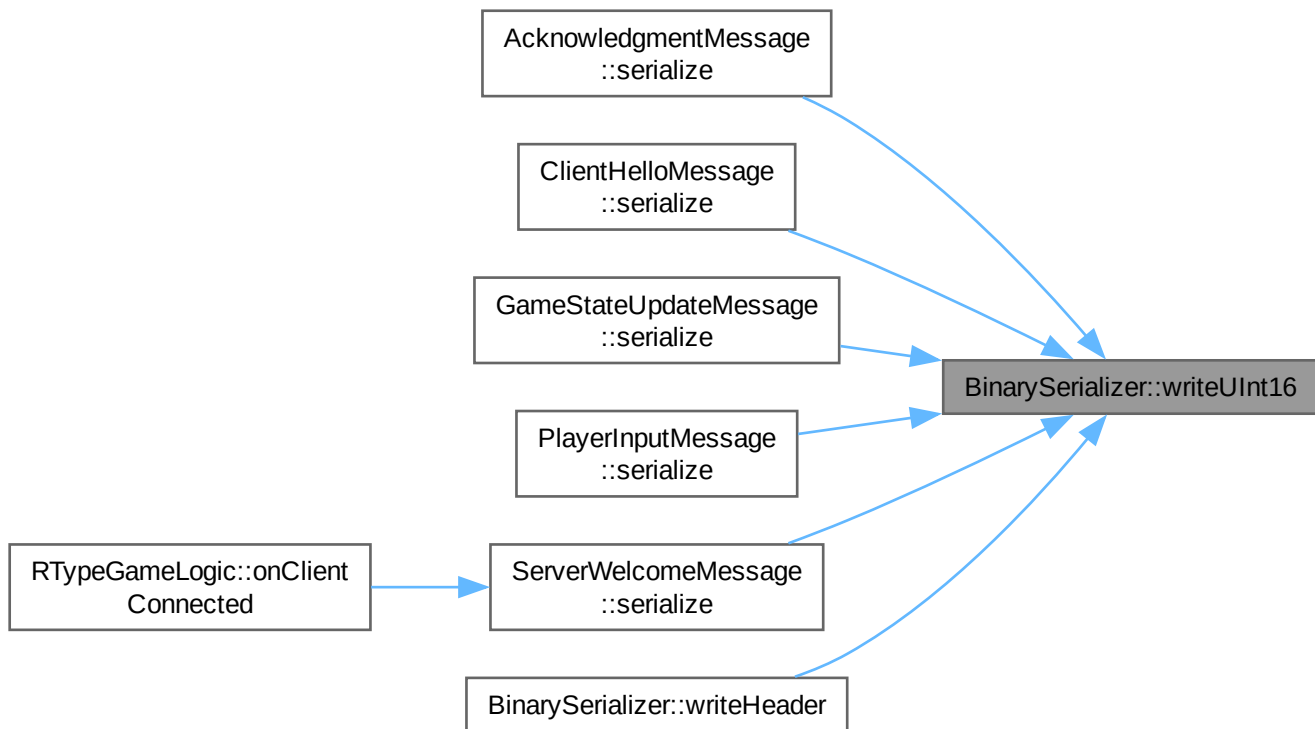 AcknowledgmentMessage
::serialize
ClientHelloMessage
::serialize
GameStateUpdateMessage
::serialize
BinarySerializer::writeUInt16
PlayerInputMessage
::serialize
RTypeGameLogic::onClient
Connected
ServerWelcomeMessage
::serialize
BinarySerializer::writeHeader